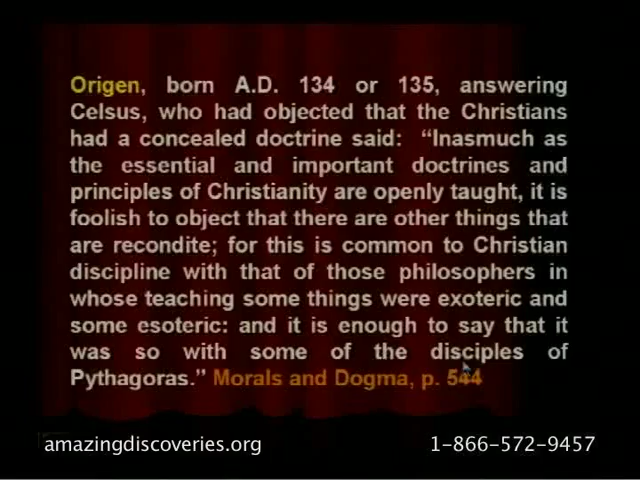 Origen, born A.D. 134 or 135, answering
Celsus, who had objected that the Christians
had a concealed doctrine said: “Inasmuch as
the essential and important doctrines and
principles of Christianity are openly taught, it is
foolish to object that there are other things that
are recondite; for this is common to Christian
discipline with that of those philosophers in
whose teaching some things were exoteric and
some esoteric: and it is enough to say that it
was so with some of the disciples of
Pythagoras.” Morals and Dogma, p. 544
amazingdiscoveries.org 1-866-572-9457